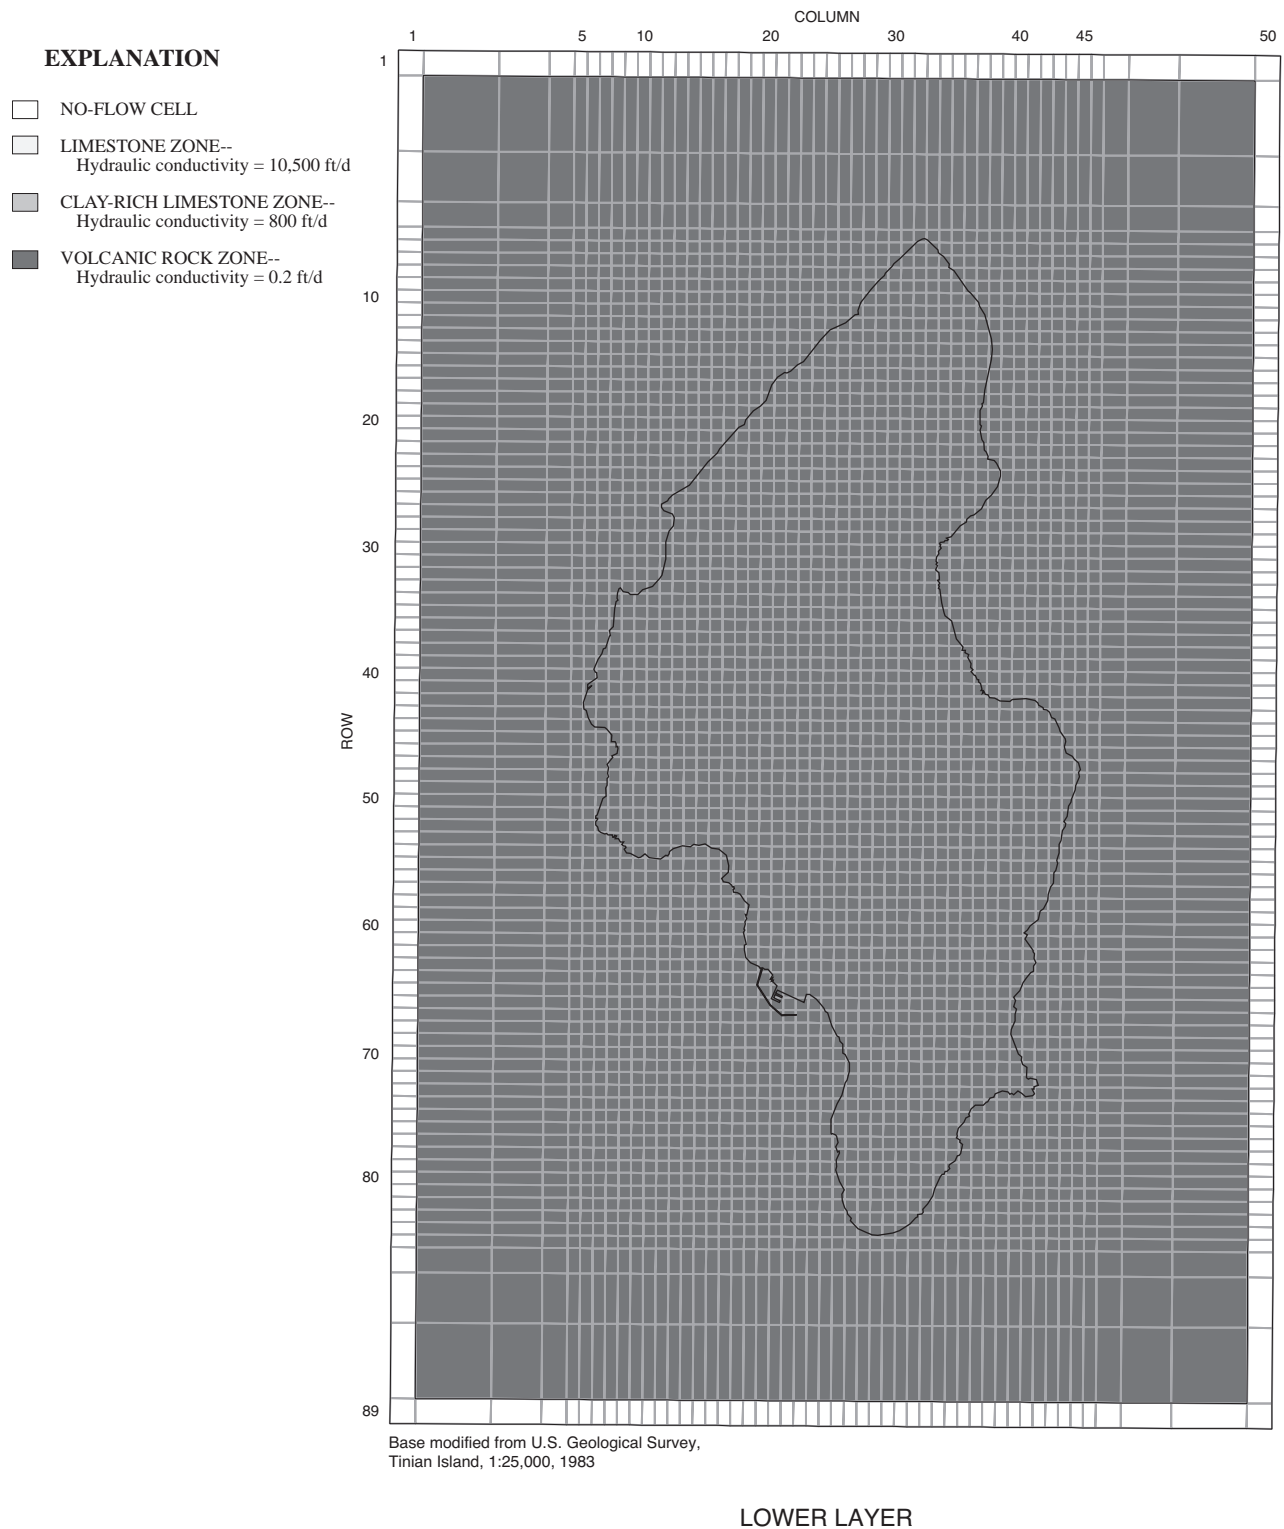 COLUMN
1 5 10 20 30 40 45 50
EXPLANATION
NO-FLOW CELL
LIMESTONE ZONE--
Hydraulic conductivity = 10,500 ft/d
CLAY-RICH LIMESTONE ZONE--
Hydraulic conductivity = 800 ft/d
VOLCANIC ROCK ZONE--
Hydraulic conductivity = 0.2 ft/d
1
10
20
30
40
ROW
50
60
70
80
89
Base modified from U.S. Geological Survey,
Tinian Island, 1:25,000, 1983
LOWER LAYER